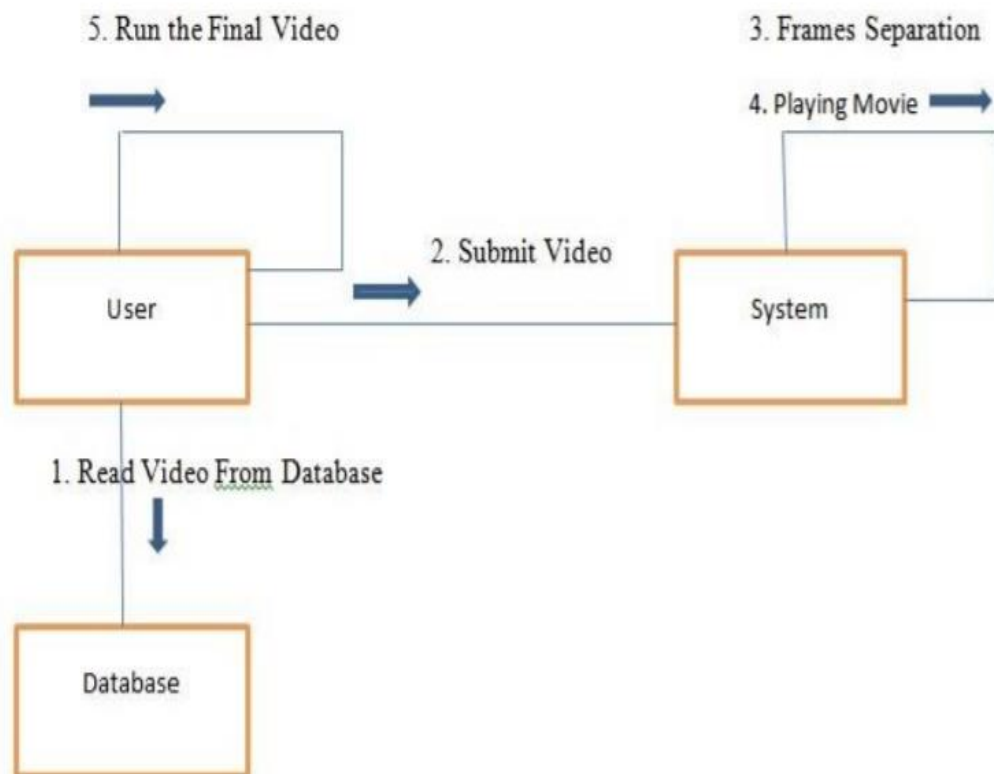 5. Run the Final Video
3. Frames Separation
4. Playing Movie
2. Submit Video
User
System
1. Read Video From Database
Database